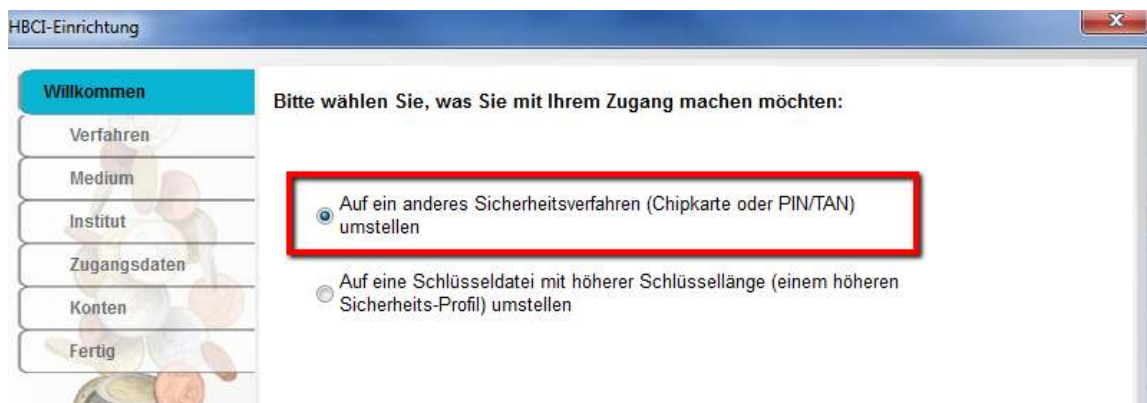 HBCI-Einrichtung
Willkommen
Verfahren
Medium
Institut
Zugangsdaten
Konten
Fertig
Bitte wählen Sie, was Sie mit Ihrem Zugang machen möchten:
Auf ein anderes Sicherheitsverfahren (Chipkarte oder PIN/TAN)
umstellen
Auf eine Schlüsseldatei mit höherer Schlüssellänge (einem höheren
Sicherheits-Profil) umstellen